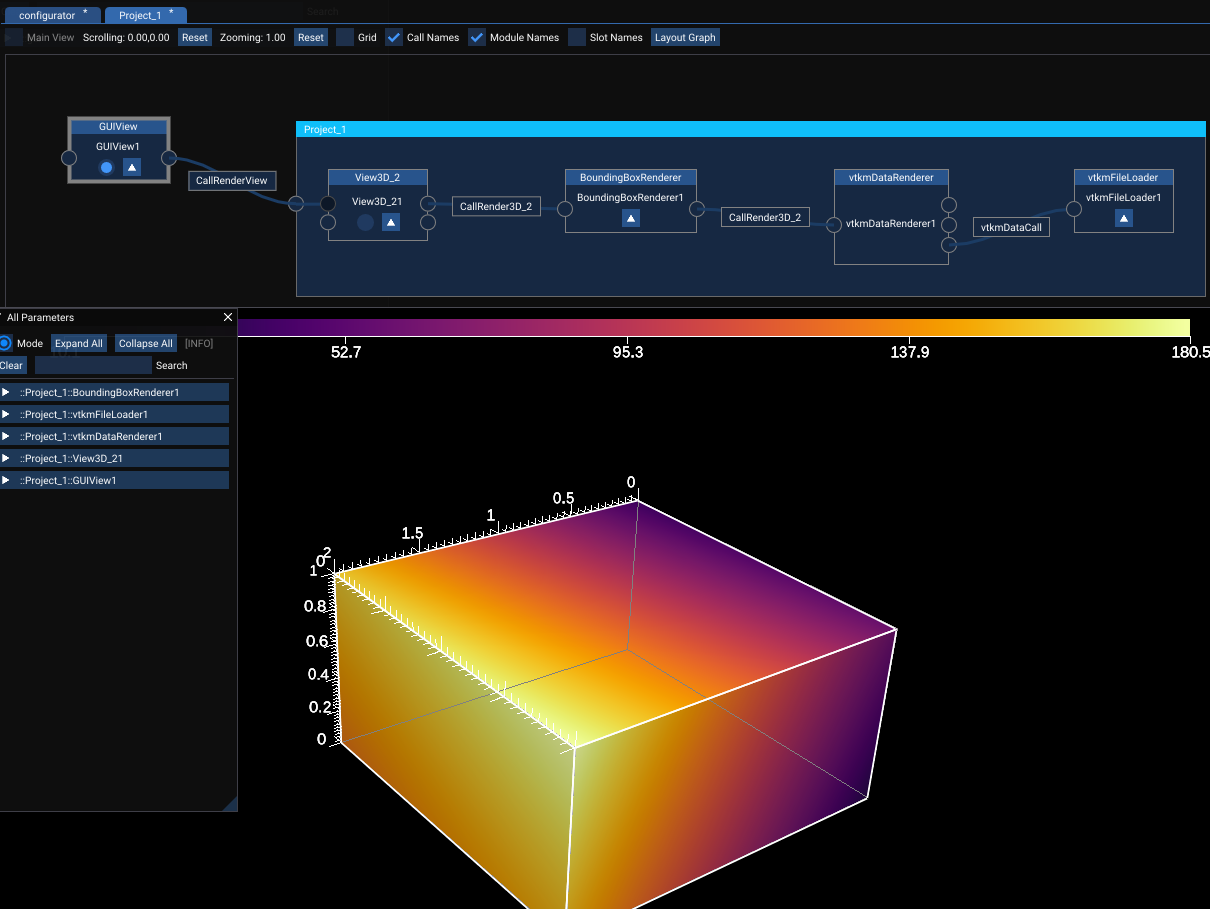 Search
configurator * Project_1 *
Main View Scrolling: 0.00,0.00 Reset Zooming: 1.00 Reset Grid Call Names Module Names Slot Names Layout Graph
GUIView
GUIView1
CallRenderView
Project_1
View3D_2
View3D_21
CallRender3D_2
BoundingBoxRenderer
BoundingBoxRenderer1
CallRender3D_2
vtkmDataRenderer
vtkmDataRenderer1
vtkmDataCall
vtkmFileLoader
vtkmFileLoader1
All Parameters
Mode Expand All Collapse All [INFO]
Clear Search
::Project_1::BoundingBoxRenderer1
::Project_1::vtkmFileLoader1
::Project_1::vtkmDataRenderer1
::Project_1::View3D_21
::Project_1::GUIView1
10.1
52.7 95.3 137.9 180.5
0
0.5
1
1.5
2
0
1
0.8
0.6
0.4
0.2
0